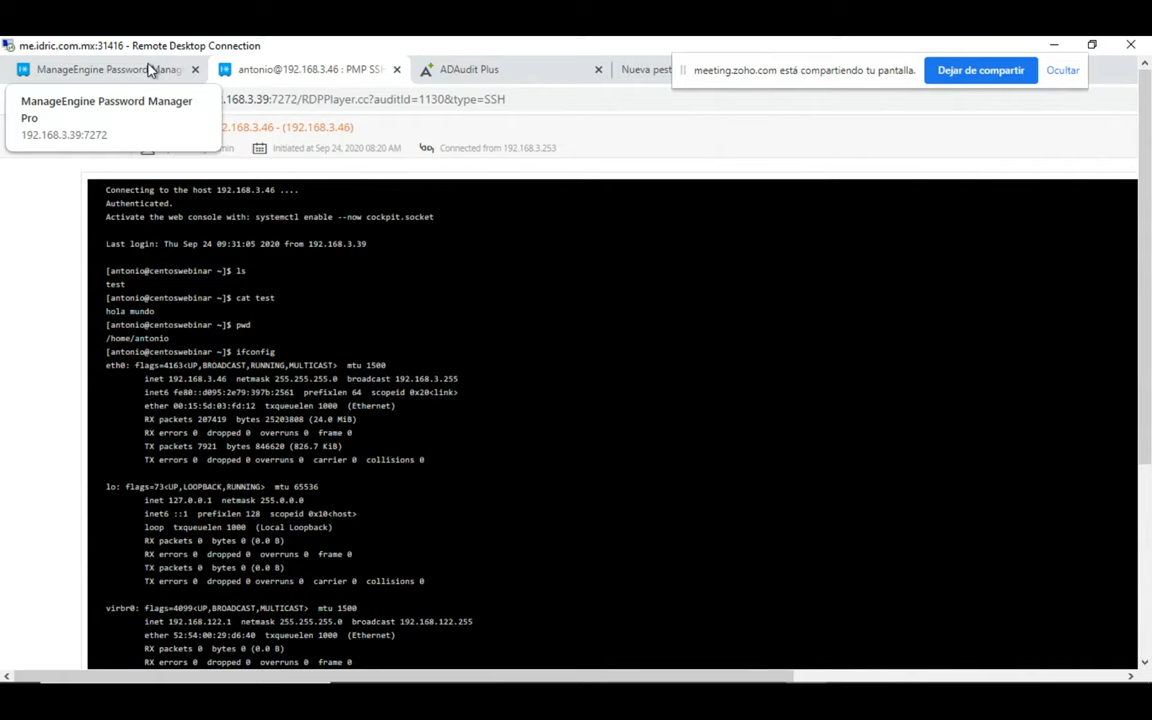 me.idric.com.mx:31416 - Remote Desktop Connection
ManageEngine Password Manag
antonio@192.168.3.46 : PMP SSH
ADAudit Plus
Nueva pest
meeting.zoho.com está compartiendo tu pantalla.
Dejar de compartir
Ocultar
ManageEngine Password Manager
Pro
192.168.3.39:7272
.168.3.39:7272/RDPPlayer.cc?auditId=1130&type=SSH
2.168.3.46 - (192.168.3.46)
min
Initiated at Sep 24, 2020 08:20 AM
Connected from 192.168.3.253
Connecting to the host 192.168.3.46 ....
Authenticated.
Activate the web console with: systemctl enable --now cockpit.socket
Last login: Thu Sep 24 09:31:05 2020 from 192.168.3.39
[antonio@centoswebinar ~]$ ls
test
[antonio@centoswebinar ~]$ cat test
hola mundo
[antonio@centoswebinar ~]$ pwd
/home/antonio
[antonio@centoswebinar ~]$ ifconfig
eth0: flags=4163<UP,BROADCAST,RUNNING,MULTICAST>  mtu 1500
inet 192.168.3.46  netmask 255.255.255.0  broadcast 192.168.3.255
inet6 fe80::d095:2e79:397b:2561  prefixlen 64  scopeid 0x20<link>
ether 00:15:5d:03:fd:12  txqueuelen 1000  (Ethernet)
RX packets 207419  bytes 25203808 (24.0 MiB)
RX errors 0  dropped 0  overruns 0  frame 0
TX packets 7921  bytes 846620 (826.7 KiB)
TX errors 0  dropped 0 overruns 0  carrier 0  collisions 0
lo: flags=73<UP,LOOPBACK,RUNNING>  mtu 65536
inet 127.0.0.1  netmask 255.0.0.0
inet6 ::1  prefixlen 128  scopeid 0x10<host>
loop  txqueuelen 1000  (Local Loopback)
RX packets 0  bytes 0 (0.0 B)
RX errors 0  dropped 0  overruns 0  frame 0
TX packets 0  bytes 0 (0.0 B)
TX errors 0  dropped 0 overruns 0  carrier 0  collisions 0
virbr0: flags=4099<UP,BROADCAST,MULTICAST>  mtu 1500
inet 192.168.122.1  netmask 255.255.255.0  broadcast 192.168.122.255
ether 52:54:00:29:d6:40  txqueuelen 1000  (Ethernet)
RX packets 0  bytes 0 (0.0 B)
RX errors 0  dropped 0  overruns 0  frame 0